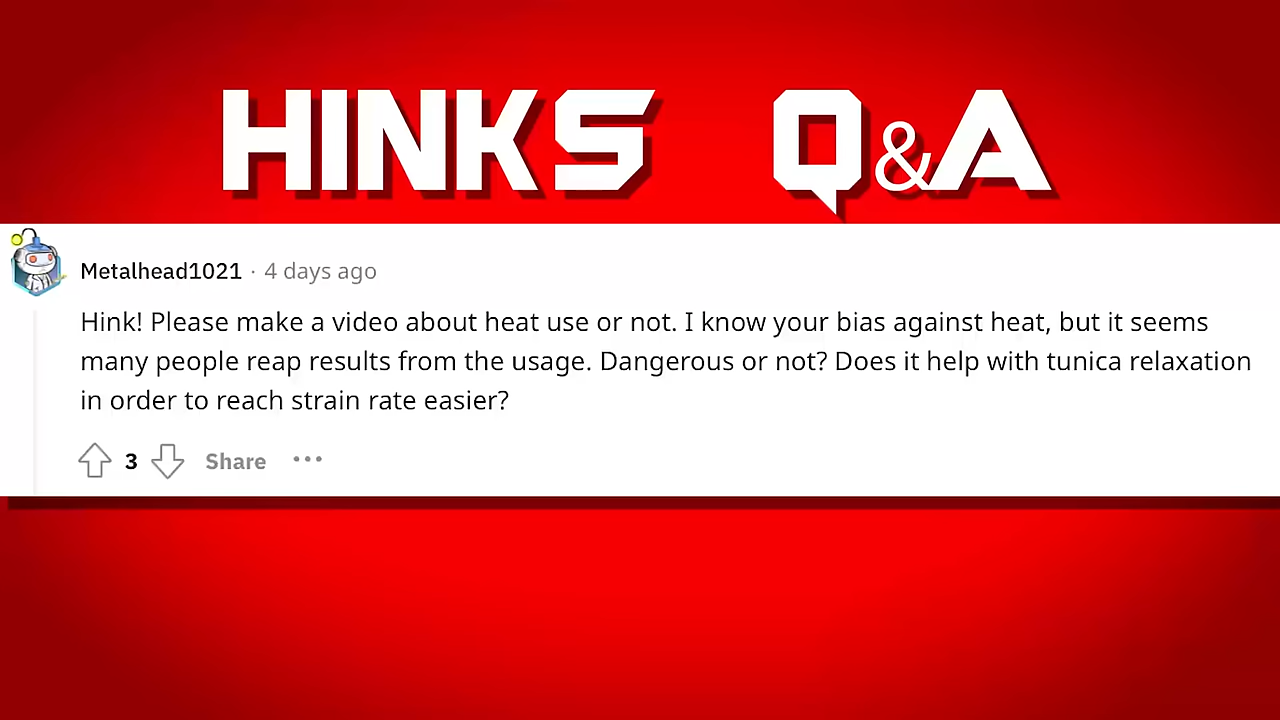 HINKS Q&A
Metalhead1021 · 4 days ago
Hink! Please make a video about heat use or not. I know your bias against heat, but it seems
many people reap results from the usage. Dangerous or not? Does it help with tunica relaxation
in order to reach strain rate easier?
3 Share ···